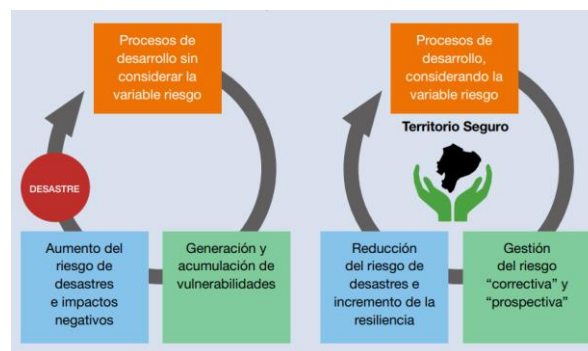 Procesos de
desarrollo sin
considerar la
variable riesgo
DESASTRE
Aumento del
riesgo de
desastres
e impactos
negativos
Generación y
acumulación de
vulnerabilidades
Procesos de
desarrollo,
considerando la
variable riesgo
Territorio Seguro
Reducción
del riesgo de
desastres e
incremento de la
resiliencia
Gestión
del riesgo
“correctiva” y
“prospectiva”